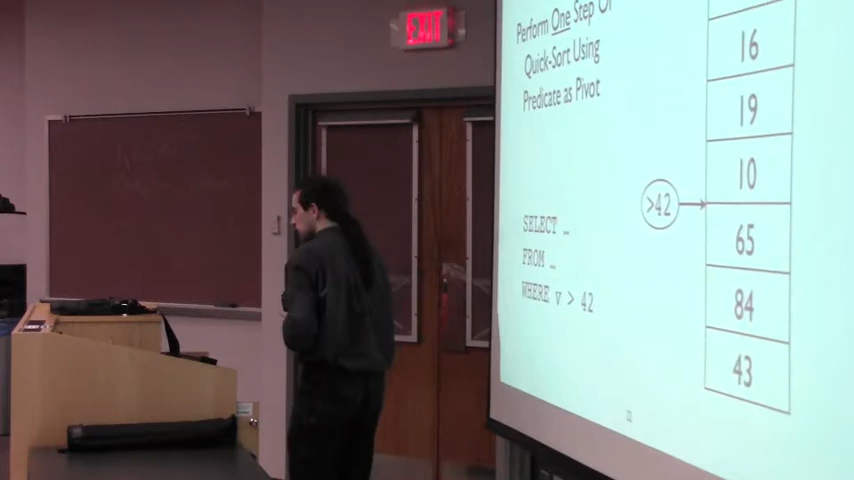 EXIT
Perform One Step Of
Quick-Sort Using
Predicate as Pivot
16
19
10
>42
65
84
43
SELECT …
FROM …
WHERE v > 42